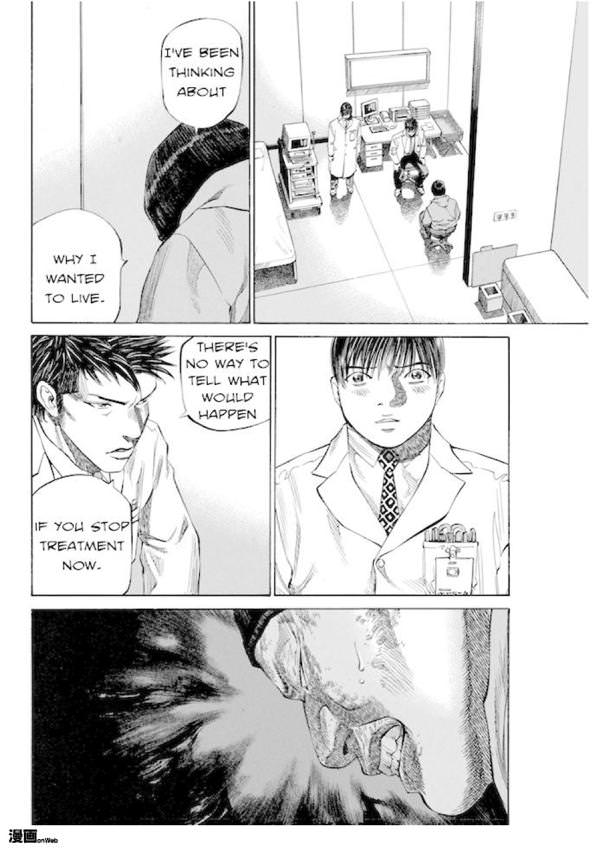 I'VE BEEN
THINKING
ABOUT
WHY I
WANTED
TO LIVE.
THERE'S
NO WAY TO
TELL WHAT
WOULD
HAPPEN
IF YOU STOP
TREATMENT
NOW.
漫画onWeb